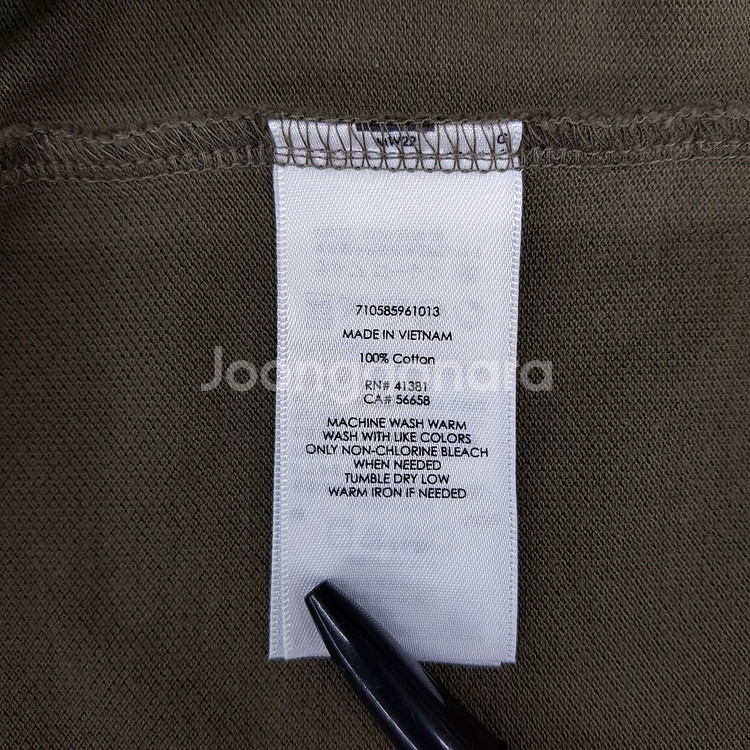 710585961013
MADE IN VIETNAM
100% Cotton
Joongonnara
RN# 41381
CA# 56658
MACHINE WASH WARM
WASH WITH LIKE COLORS
ONLY NON-CHLORINE BLEACH
WHEN NEEDED
TUMBLE DRY LOW
WARM IRON IF NEEDED